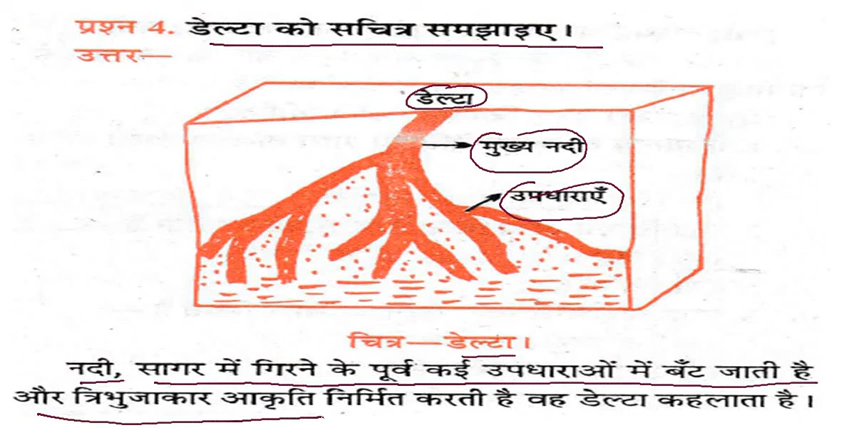 प्रश्न 4. डेल्टा को सचित्र समझाइए।
उत्तर—
डेल्टा
मुख्य नदी
उपधाराएँ
चित्र—डेल्टा।
नदी, सागर में गिरने के पूर्व कई उपधाराओं में बँट जाती है
और त्रिभुजाकार आकृति निर्मित करती है वह डेल्टा कहलाता है।